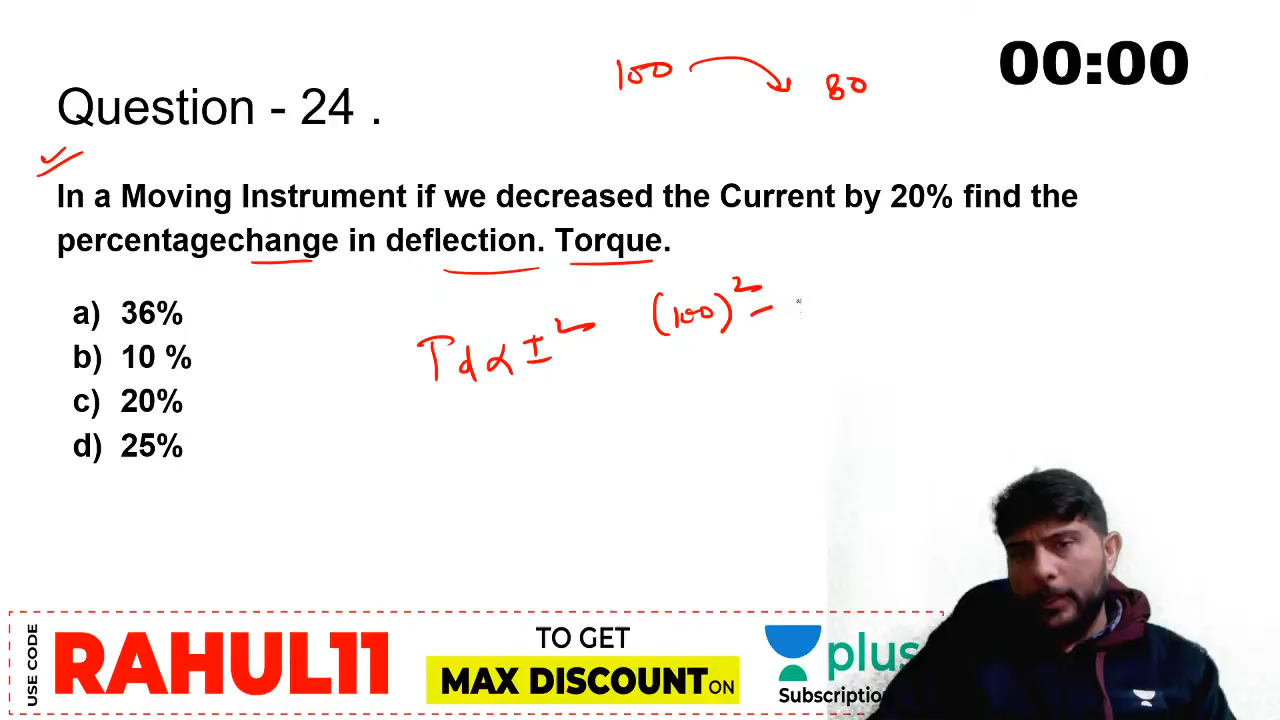 100 80
00:00
Question - 24 .
In a Moving Instrument if we decreased the Current by 20% find the
percentagechange in deflection. Torque.
a) 36%
b) 10 %
c) 20%
d) 25%
Td ∝ I² (100)² –
USE CODE
RAHUL11
TO GET
MAX DISCOUNT ON
plus
Subscriptio